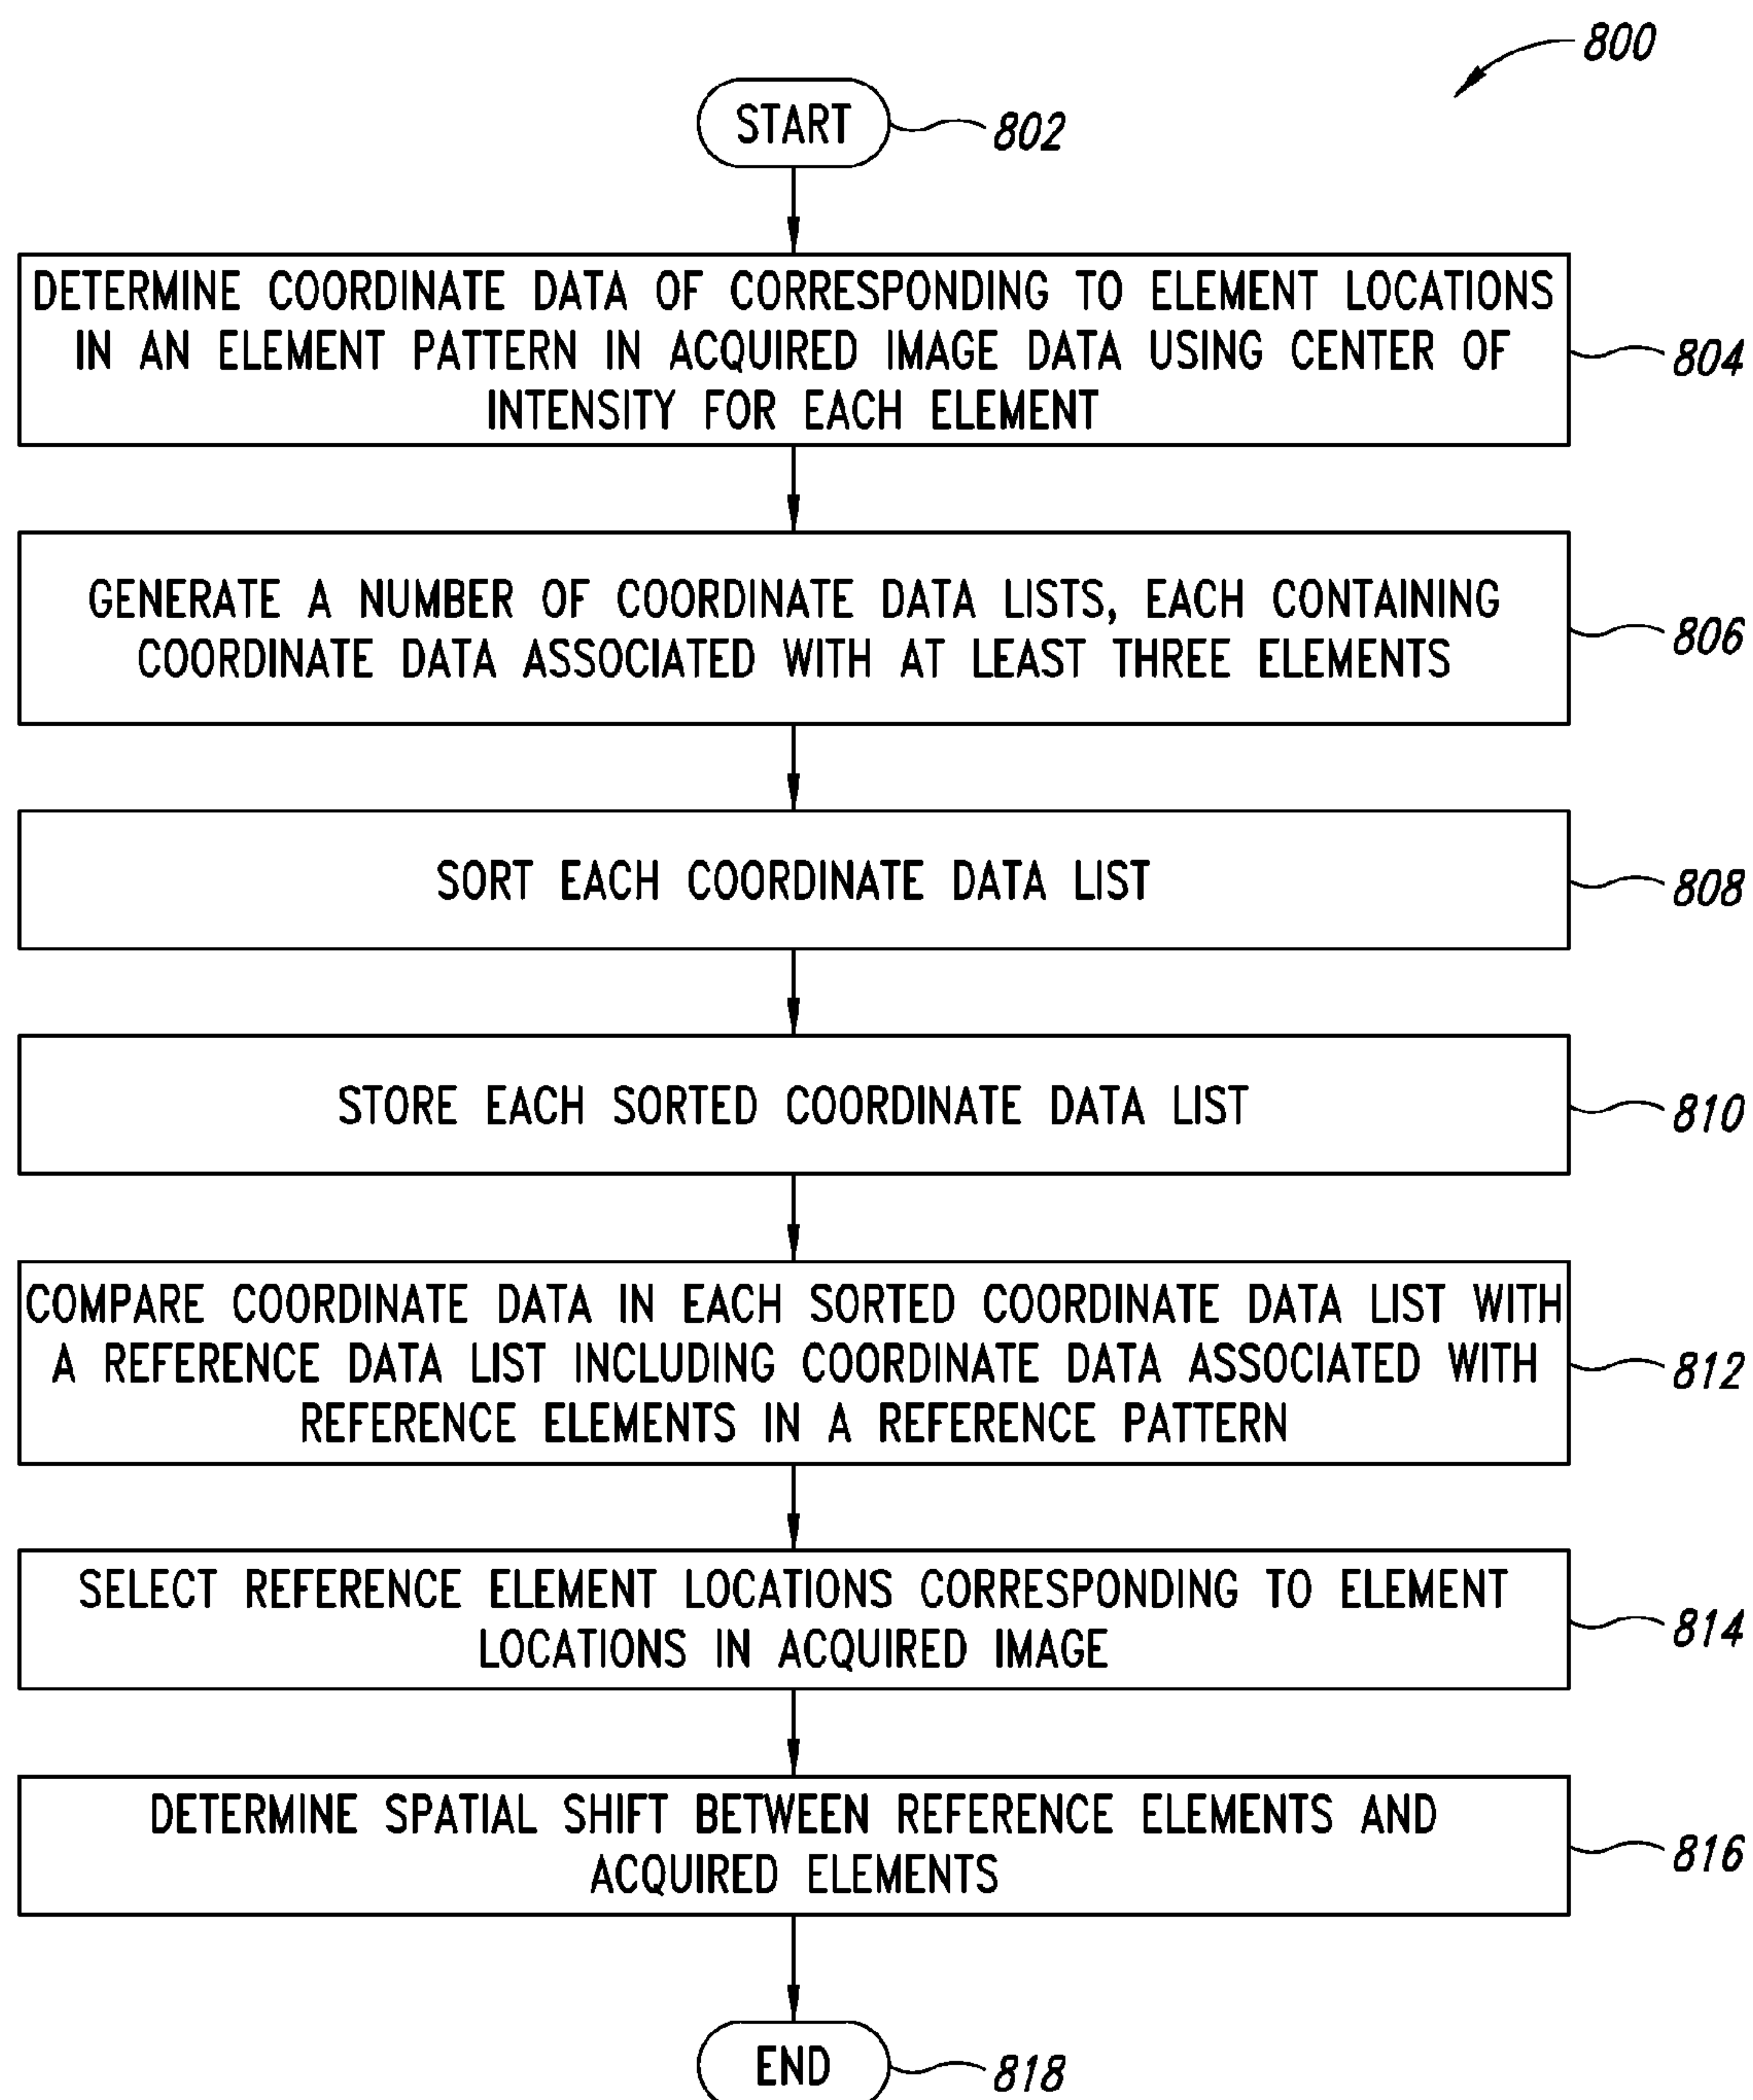 800
START
802
DETERMINE COORDINATE DATA OF CORRESPONDING TO ELEMENT LOCATIONS
IN AN ELEMENT PATTERN IN ACQUIRED IMAGE DATA USING CENTER OF
INTENSITY FOR EACH ELEMENT
804
GENERATE A NUMBER OF COORDINATE DATA LISTS, EACH CONTAINING
COORDINATE DATA ASSOCIATED WITH AT LEAST THREE ELEMENTS
806
SORT EACH COORDINATE DATA LIST
808
STORE EACH SORTED COORDINATE DATA LIST
810
COMPARE COORDINATE DATA IN EACH SORTED COORDINATE DATA LIST WITH
A REFERENCE DATA LIST INCLUDING COORDINATE DATA ASSOCIATED WITH
REFERENCE ELEMENTS IN A REFERENCE PATTERN
812
SELECT REFERENCE ELEMENT LOCATIONS CORRESPONDING TO ELEMENT
LOCATIONS IN ACQUIRED IMAGE
814
DETERMINE SPATIAL SHIFT BETWEEN REFERENCE ELEMENTS AND
ACQUIRED ELEMENTS
816
END
818